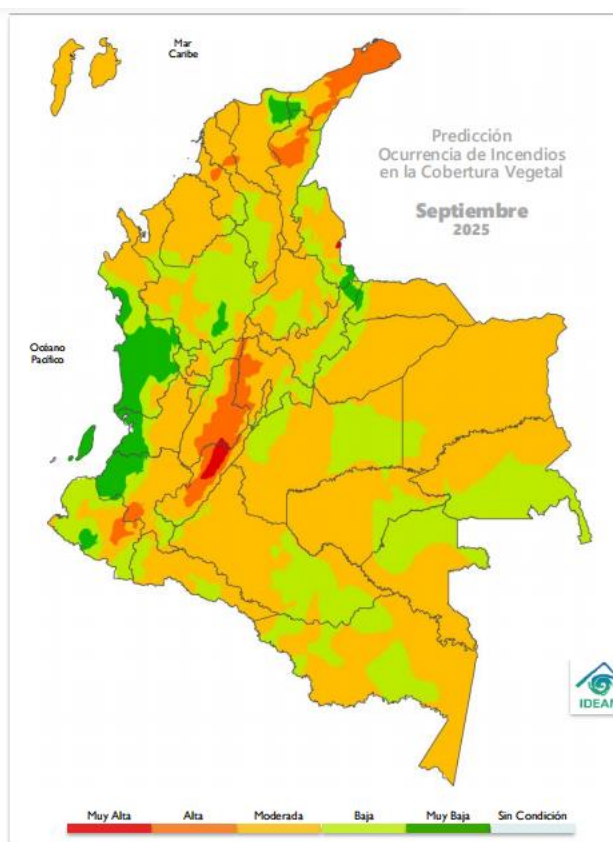 Mar
Caribe
Predicción
Ocurrencia de Incendios
en la Cobertura Vegetal
Septiembre
2025
Océano
Pacífico
IDEAM
Muy Alta
Alta
Moderada
Baja
Muy Baja
Sin Condición